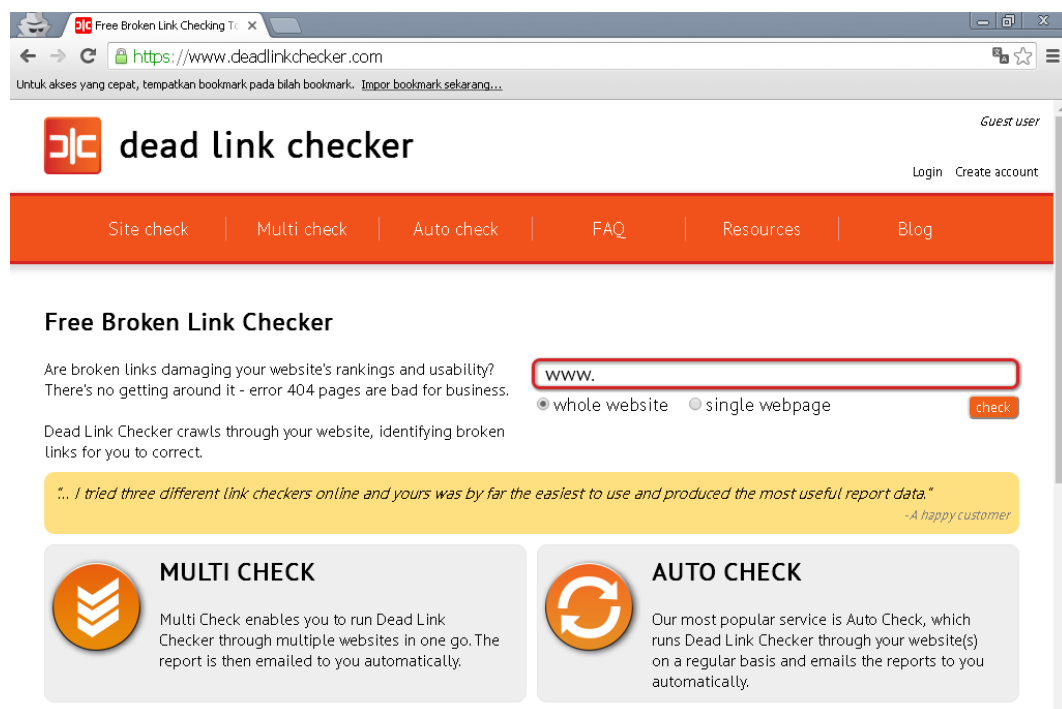 Free Broken Link Checking To
https://www.deadlinkchecker.com
Untuk akses yang cepat, tempatkan bookmark pada bilah bookmark. Impor bookmark sekarang...
Guest user
dead link checker
Login Create account
Site check Multi check Auto check FAQ Resources Blog
Free Broken Link Checker
Are broken links damaging your website's rankings and usability?
There's no getting around it - error 404 pages are bad for business.
www.
whole website single webpage check
Dead Link Checker crawls through your website, identifying broken
links for you to correct.
"... I tried three different link checkers online and yours was by far the easiest to use and produced the most useful report data."
-A happy customer
MULTI CHECK
Multi Check enables you to run Dead Link
Checker through multiple websites in one go. The
report is then emailed to you automatically.
AUTO CHECK
Our most popular service is Auto Check, which
runs Dead Link Checker through your website(s)
on a regular basis and emails the reports to you
automatically.